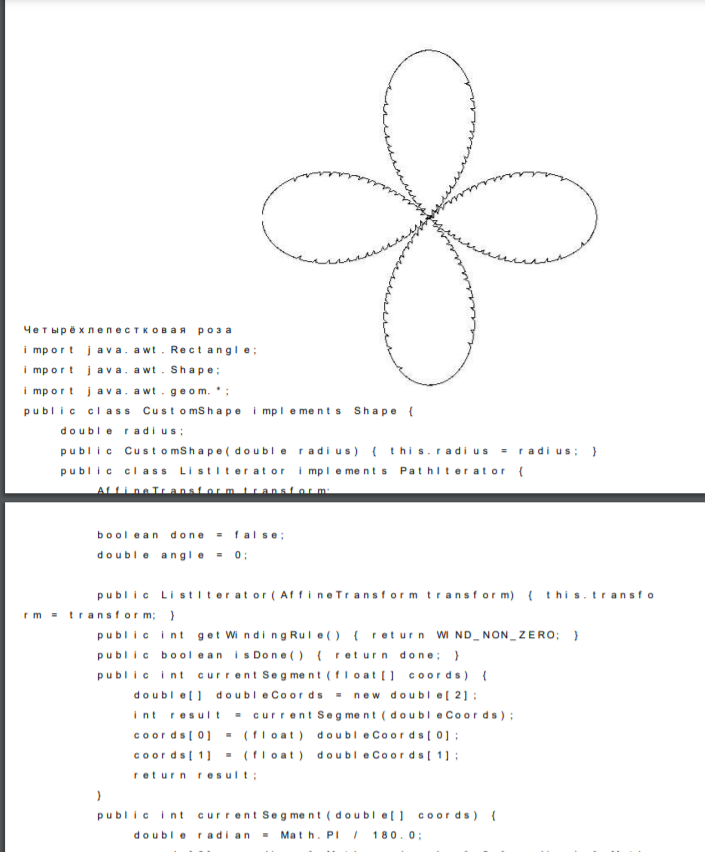 Четырёхлепестковая роза
import java.awt.Rectangle;
import java.awt.Shape;
import java.awt.geom.*;
public class CustomShape implements Shape {
double radius;
public CustomShape(double radius) { this.radius = radius; }
public class ListIterator implements PathIterator {
AffineTransform transform;
boolean done = false;
double angle = 0;
public ListIterator(AffineTransform transform) { this.transfo
rm = transform; }
public int getWindingRule() { return WIND_NON_ZERO; }
public boolean isDone() { return done; }
public int currentSegment(float[] coords) {
double[] doubleCoords = new double[2];
int result = currentSegment(doubleCoords);
coords[0] = (float) doubleCoords[0];
coords[1] = (float) doubleCoords[1];
return result;
}
public int currentSegment(double[] coords) {
double radian = Math.PI / 180.0;